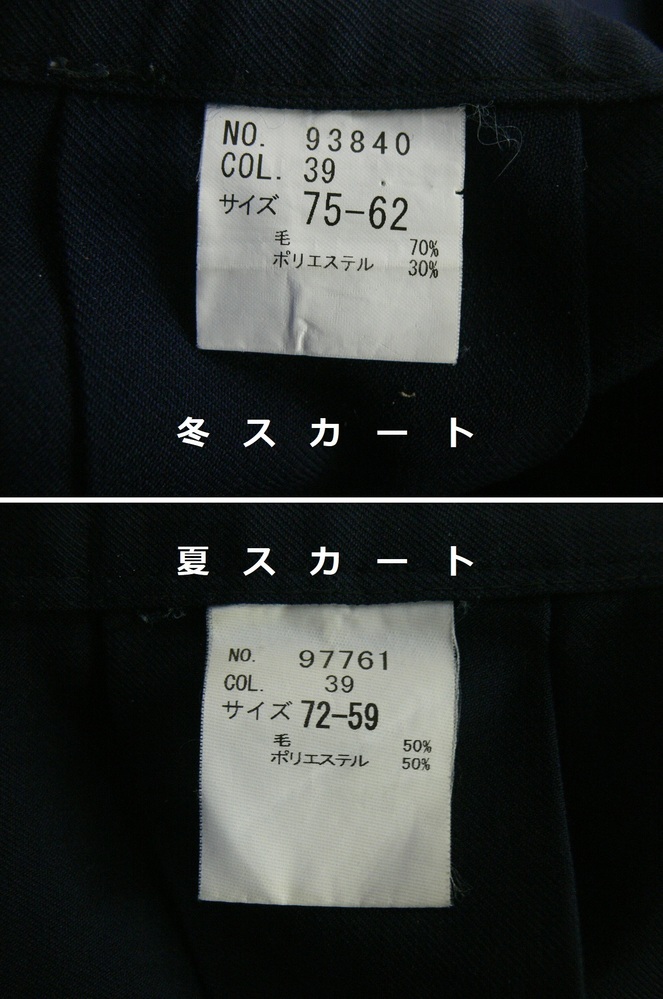 NO. 93840
COL. 39
サイズ 75-62
毛 70%
ポリエステル 30%
冬スカート
夏スカート
NO. 97761
COL. 39
サイズ 72-59
毛 50%
ポリエステル 50%